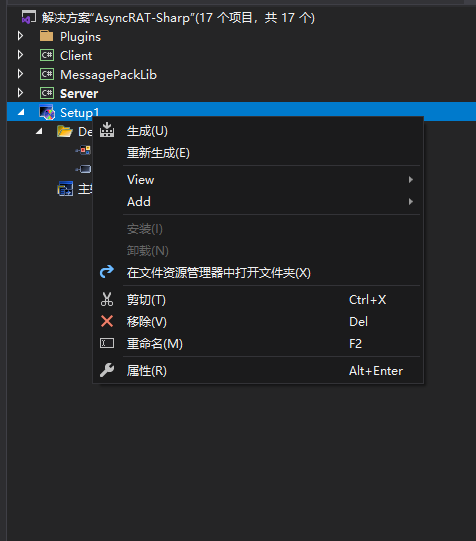 解决方案"AsyncRAT-Sharp"(17 个项目，共 17 个)
Plugins
Client
MessagePackLib
Server
Setup1
生成(U)
重新生成(E)
View
Add
安装(I)
卸载(N)
在文件资源管理器中打开文件夹(X)
剪切(T) Ctrl+X
移除(V) Del
重命名(M) F2
属性(R) Alt+Enter